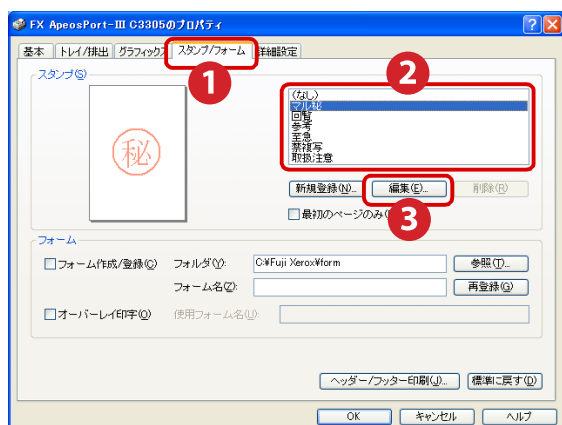 FX ApeosPort-III C3305のプロパティ
基本 トレイ/排出 グラフィックス スタンプ/フォーム 詳細設定
1
2
スタンプ(S)
(なし)
マル秘
回覧
参考
至急
禁複写
取扱注意
秘
新規登録(N)... 編集(E)... 削除(R)
3
最初のページのみ
フォーム
フォーム作成/登録(C) フォルダ(Y): C:¥Fuji Xerox¥form 参照(T)...
フォーム名(Z): 再登録(G)
オーバーレイ印字(O) 使用フォーム名(U):
ヘッダー/フッター印刷(J)... 標準に戻す(D)
OK キャンセル ヘルプ